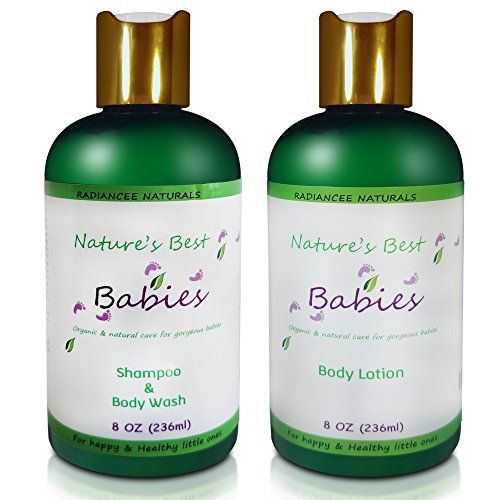 RADIANCEE NATURALS
Nature's Best
Babies
Organic & natural care for gorgeous babies
Shampoo
&
Body Wash
8 OZ (236ml)
For happy & Healthy little ones
RADIANCEE NATURALS
Nature's Best
Babies
Organic & natural care for gorgeous babies
Body Lotion
8 OZ (236ml)
For happy & Healthy little ones